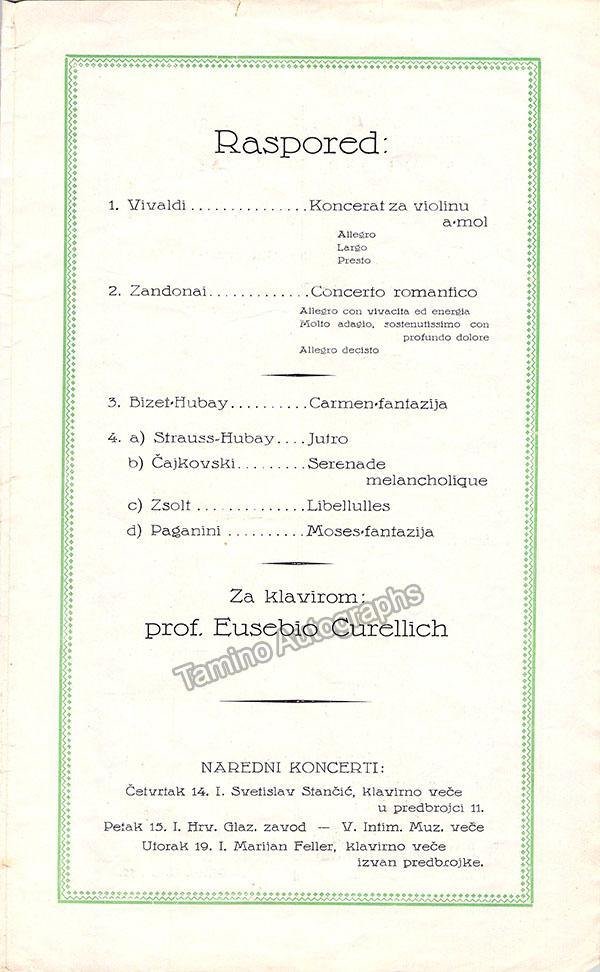 Raspored:
1. Vivaldi ............... Koncerat za violinu
a-mol
Allegro
Largo
Presto
2. Zandonai ............. Concerto romantico
Allegro con vivacita ed energia
Molto adagio, sostenutissimo con
profundo dolore
Allegro decisto
3. Bizet-Hubay .......... Carmen-fantazija
4. a) Strauss-Hubay .... Jutro
b) Čajkovski ......... Serenade
melancholique
c) Zsolt .............. Libellulles
d) Paganini .......... Moses-fantazija
Za klavirom:
prof. Eusebio Curellich
Tamino Autographs
NAREDNI KONCERTI:
Četvrtak 14. I. Svetislav Stančić, klavirno veče
u predbrojci 11.
Petak 15. I. Hrv. Glaz. zavod — V. Intim. Muz. veče
Utorak 19. I. Marijan Feller, klavirno veče
izvan predbrojke.